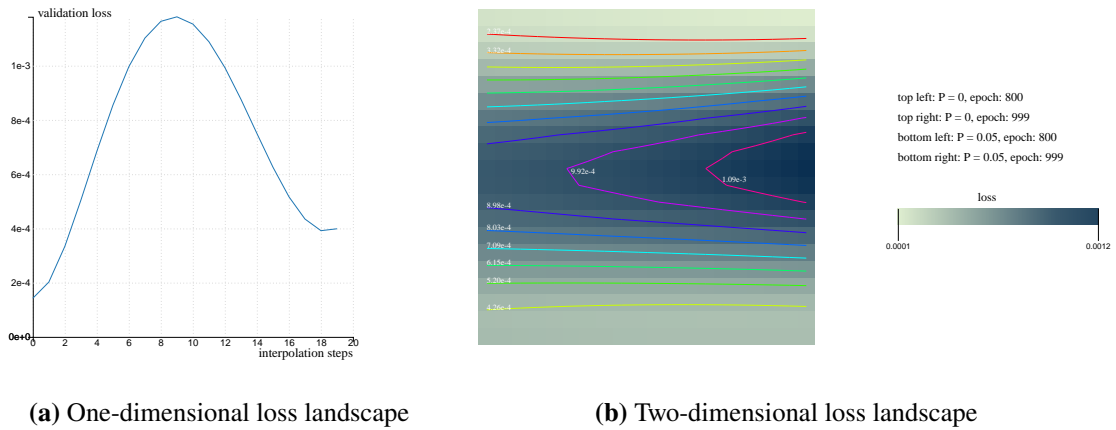 validation loss
1e-3
8e-4
6e-4
4e-4
2e-4
0e+0
0 2 4 6 8 10 12 14 16 18 20
interpolation steps
3.32e-4
9.92e-4
1.09e-3
8.98e-4
8.03e-4
7.09e-4
6.15e-4
5.20e-4
4.26e-4
top left: P = 0, epoch: 800
top right: P = 0, epoch: 999
bottom left: P = 0.05, epoch: 800
bottom right: P = 0.05, epoch: 999
loss
0.0001 0.0012
(a) One-dimensional loss landscape
(b) Two-dimensional loss landscape